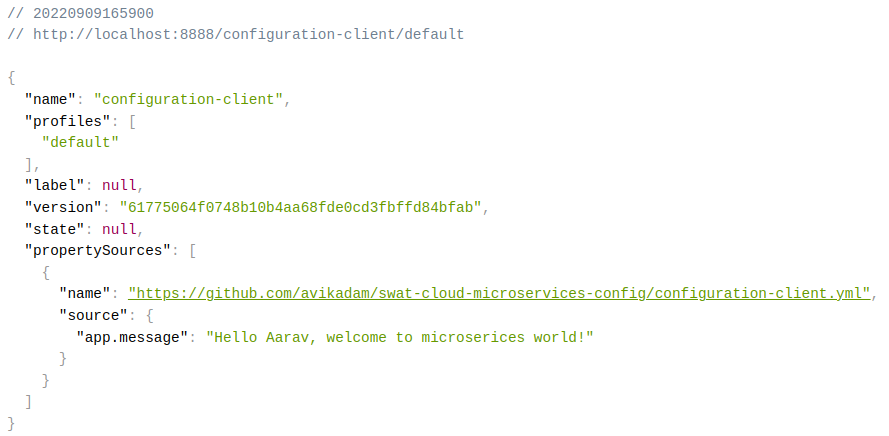 // 20220909165900
// http://localhost:8888/configuration-client/default
{
"name": "configuration-client",
"profiles": [
"default"
],
"label": null,
"version": "61775064f0748b10b4aa68fde0cd3fbffd84bfab",
"state": null,
"propertySources": [
{
"name": "https://github.com/avikadam/swat-cloud-microservices-config/configuration-client.yml",
"source": {
"app.message": "Hello Aarav, welcome to microserices world!"
}
}
]
}